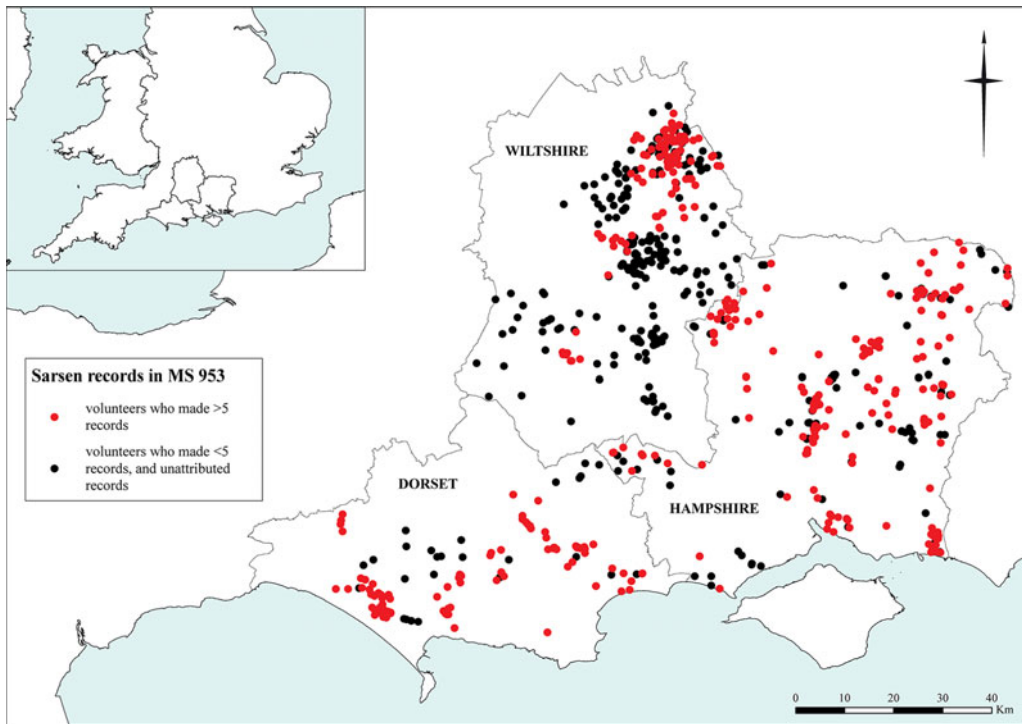 WILTSHIRE
Sarsen records in MS 953
volunteers who made >5
records
volunteers who made <5
records, and unattributed
records
DORSET
HAMPSHIRE
0 10 20 30 40
Km